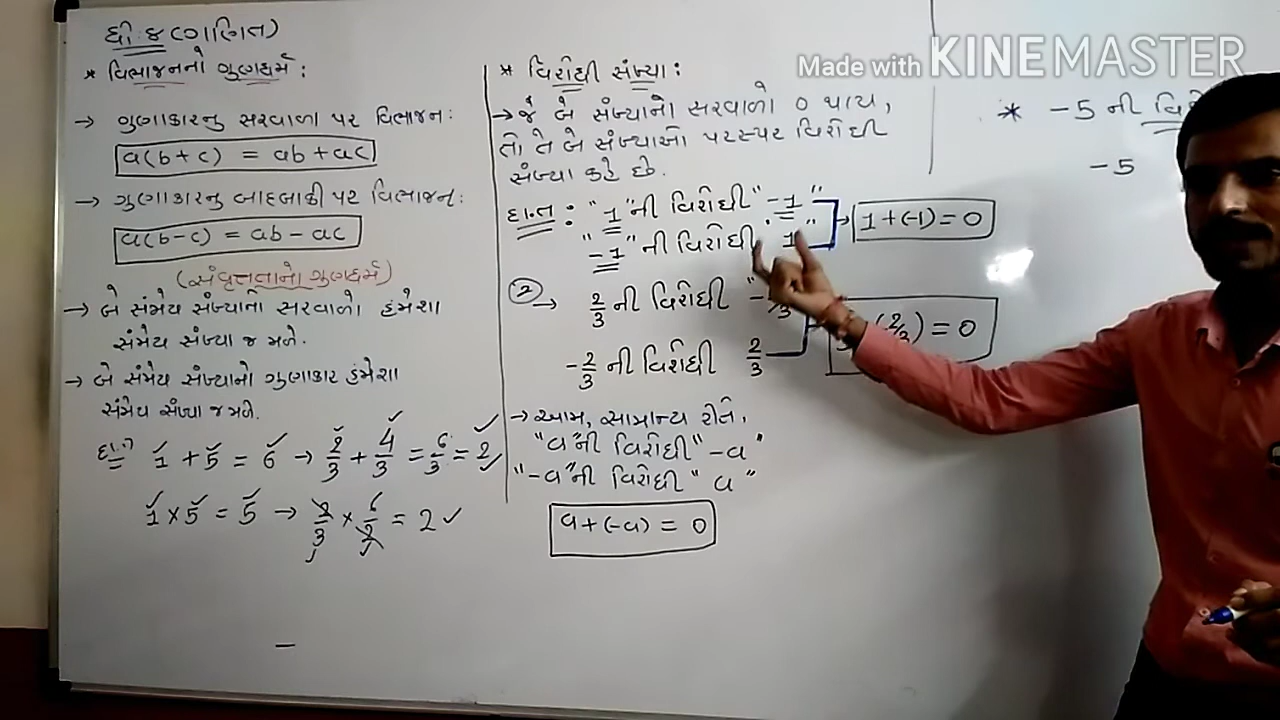 ધો ૪ (ગણિત)
* વિભાજનનો ગુણધર્મ :
→ ગુણાકારનુ સરવાળા પર વિભાજન :
a(b+c) = ab+ac
→ ગુણાકારનુ બાદબાકી પર વિભાજન :
a(b-c) = ab-ac
(સંવૃત્તતાનો ગુણધર્મ)
→ બે સંમેય સંખ્યાનો સરવાળો હંમેશા
સંમેય સંખ્યા જ મળે.
→ બે સંમેય સંખ્યાનો ગુણાકાર હંમેશા
સંમેય સંખ્યા જ મળે.
દા.ત 1 + 5 = 6 → 2/3 + 4/3 = 6/3 = 2
1 × 5 = 5 → 2/3 × 6/2 = 2
* વિરોધી સંખ્યા :
→ જે બે સંખ્યાનો સરવાળો 0 થાય,
તો તે બે સંખ્યાઓ પરસ્પર વિરોધી
સંખ્યા કહે છે.
દા.ત : "1" ની વિરોધી "-1"
"-1" ની વિરોધી "1"
1+(-1)=0
② → 2/3 ની વિરોધી
(2/3) = 0
-2/3 ની વિરોધી 2/3
→ આમ, સામાન્ય રીતે,
"a" ની વિરોધી "-a"
"-a" ની વિરોધી "a"
a+(-a) = 0
Made with KINEMASTER
* -5 ની
-5